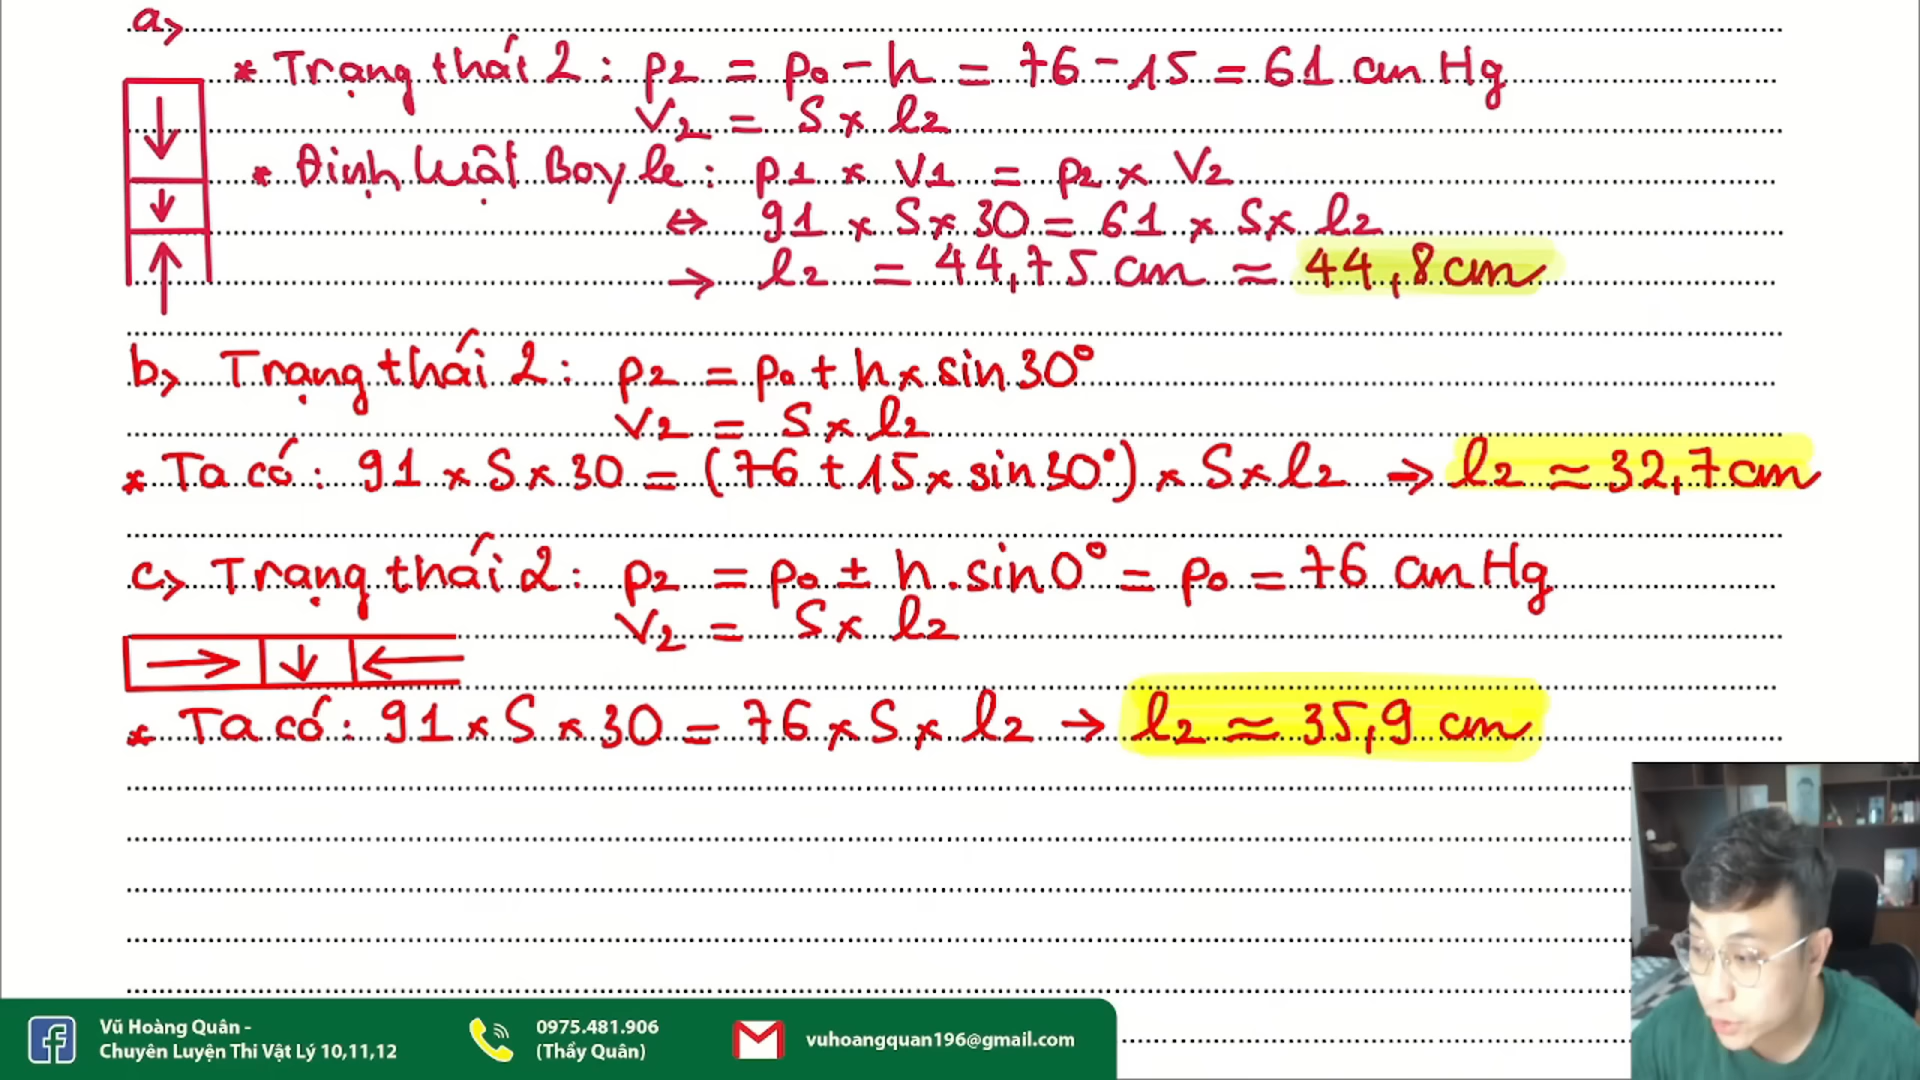 a>
* Trạng thái 2 : p2 = p0 - h = 76 - 15 = 61 cm Hg
V2 = S x l2
* Định luật Boyle : p1 x V1 = p2 x V2
⇔ 91 x S x 30 = 61 x S x l2
→ l2 = 44,75 cm ≈ 44,8 cm
b> Trạng thái 2 : p2 = p0 + h x sin 30°
V2 = S x l2
* Ta có : 91 x S x 30 = (76 + 15 x sin 30°) x S x l2 → l2 ≈ 32,7 cm
c> Trạng thái 2 : p2 = p0 ± h . sin 0° = p0 = 76 cm Hg
V2 = S x l2
* Ta có : 91 x S x 30 = 76 x S x l2 → l2 ≈ 35,9 cm
Vũ Hoàng Quân -
Chuyên Luyện Thi Vật Lý 10,11,12
0975.481.906
(Thầy Quân)
vuhoangquan196@gmail.com